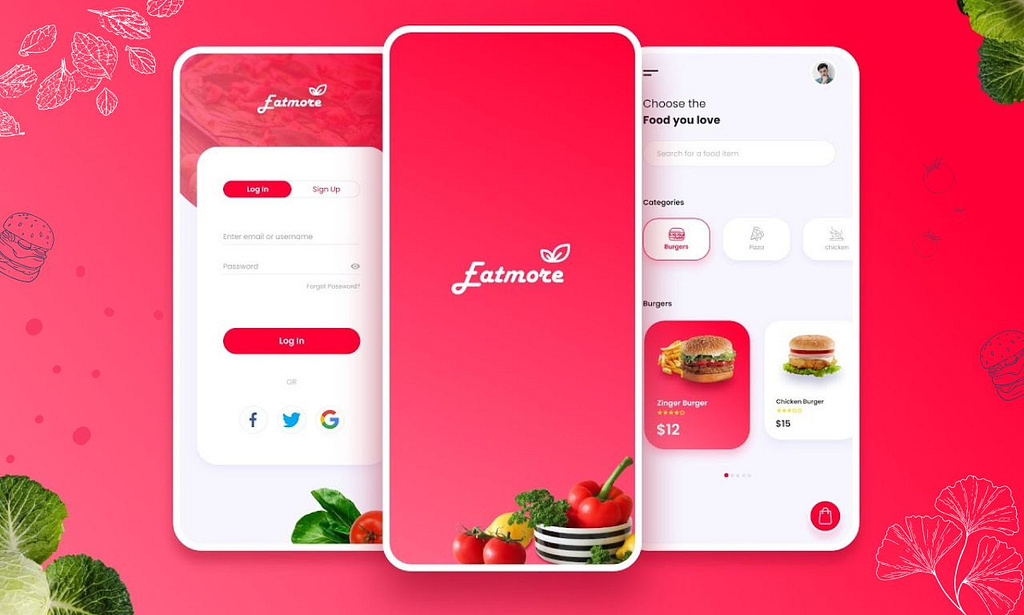 Eatmore
Log In
Sign Up
Enter email or username
Password
Forgot Password?
Log In
OR
Eatmore
Choose the
Food you love
Search for a food item
Categories
Burgers
Pizza
chicken
Burgers
Zinger Burger
$12
Chicken Burger
$15